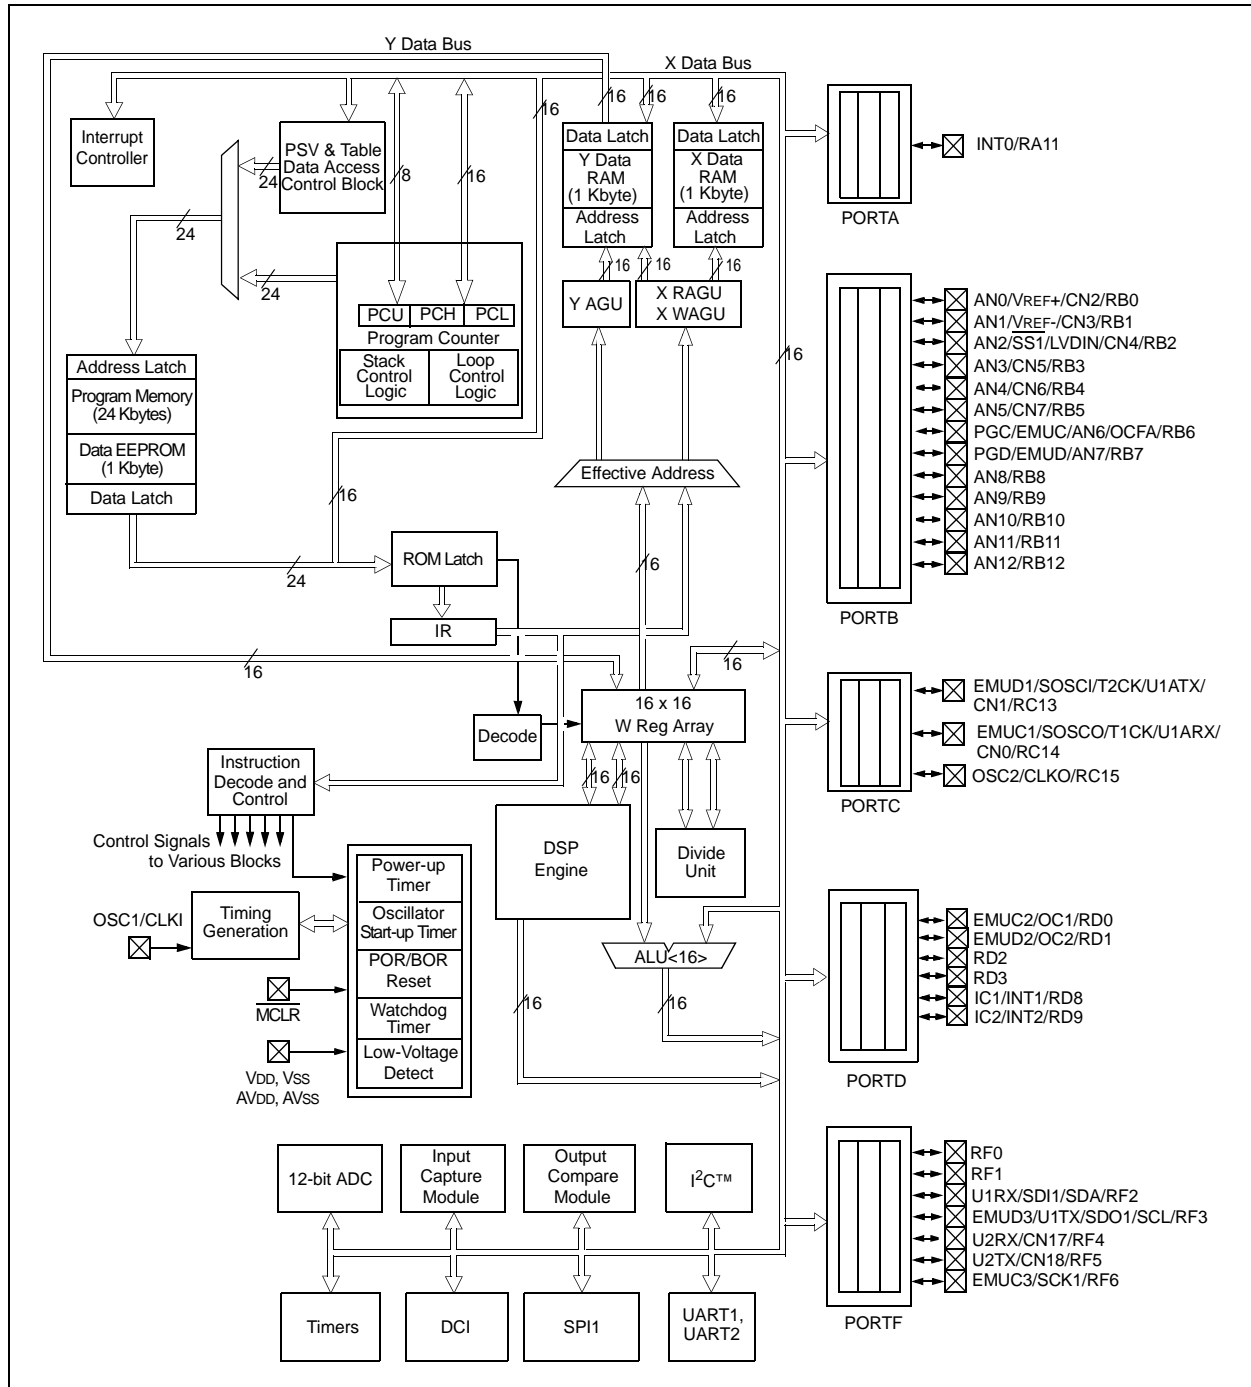 Y Data Bus
X Data Bus
Interrupt
Controller
PSV & Table
Data Access
Control Block
24
24
24
8
16
16
16
16
16
Data Latch
Y Data
RAM
(1 Kbyte)
Address
Latch
Data Latch
X Data
RAM
(1 Kbyte)
Address
Latch
16
16
16
Y AGU
X RAGU
X WAGU
PCU
PCH
PCL
Program Counter
Stack
Control
Logic
Loop
Control
Logic
Address Latch
Program Memory
(24 Kbytes)
Data EEPROM
(1 Kbyte)
Data Latch
16
24
Effective Address
16
16
ROM Latch
IR
16
16
16 x 16
W Reg Array
Decode
Instruction
Decode and
Control
Control Signals
to Various Blocks
16
16
DSP
Engine
Divide
Unit
OSC1/CLKI
Timing
Generation
Power-up
Timer
Oscillator
Start-up Timer
POR/BOR
Reset
Watchdog
Timer
Low-Voltage
Detect
MCLR
VDD, VSS
AVDD, AVSS
ALU<16>
16
16
12-bit ADC
Input
Capture
Module
Output
Compare
Module
I²C™
Timers
DCI
SPI1
UART1,
UART2
INT0/RA11
PORTA
AN0/VREF+/CN2/RB0
AN1/VREF-/CN3/RB1
AN2/SS1/LVDIN/CN4/RB2
AN3/CN5/RB3
AN4/CN6/RB4
AN5/CN7/RB5
PGC/EMUC/AN6/OCFA/RB6
PGD/EMUD/AN7/RB7
AN8/RB8
AN9/RB9
AN10/RB10
AN11/RB11
AN12/RB12
PORTB
EMUD1/SOSCI/T2CK/U1ATX/
CN1/RC13
EMUC1/SOSCO/T1CK/U1ARX/
CN0/RC14
OSC2/CLKO/RC15
PORTC
EMUC2/OC1/RD0
EMUD2/OC2/RD1
RD2
RD3
IC1/INT1/RD8
IC2/INT2/RD9
PORTD
RF0
RF1
U1RX/SDI1/SDA/RF2
EMUD3/U1TX/SDO1/SCL/RF3
U2RX/CN17/RF4
U2TX/CN18/RF5
EMUC3/SCK1/RF6
PORTF